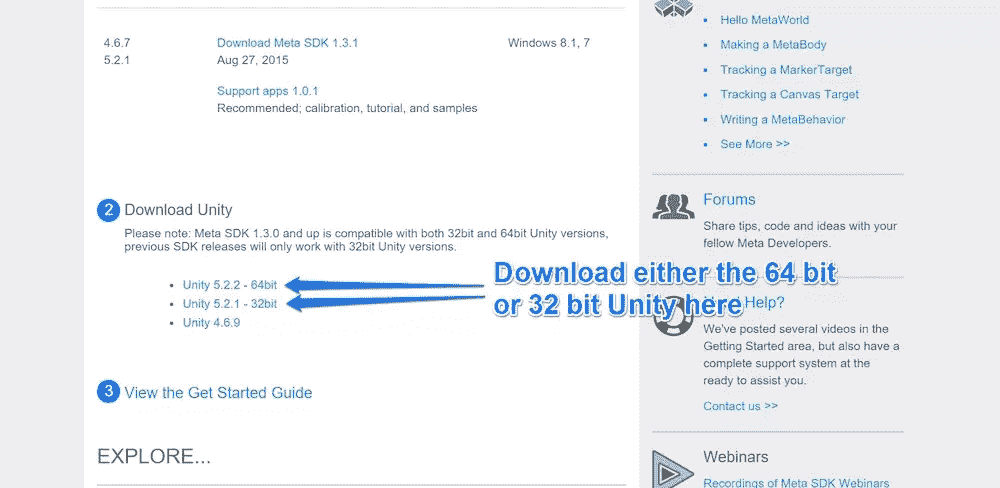 4.6.7
5.2.1
Download Meta SDK 1.3.1
Aug 27, 2015
Windows 8.1, 7
Support apps 1.0.1
Recommended; calibration, tutorial, and samples
2 Download Unity
Please note: Meta SDK 1.3.0 and up is compatible with both 32bit and 64bit Unity versions,
previous SDK releases will only work with 32bit Unity versions.
• Unity 5.2.2 - 64bit
• Unity 5.2.1 - 32bit
• Unity 4.6.9
Download either the 64 bit
or 32 bit Unity here
3 View the Get Started Guide
EXPLORE...
Hello MetaWorld
Making a MetaBody
Tracking a MarkerTarget
Tracking a Canvas Target
Writing a MetaBehavior
See More >>
Forums
Share tips, code and ideas with your
fellow Meta Developers.
Help?
We've posted several videos in the
Getting Started area, but also have a
complete support system at the
ready to assist you.
Contact us >>
Webinars
Recordings of Meta SDK Webinars